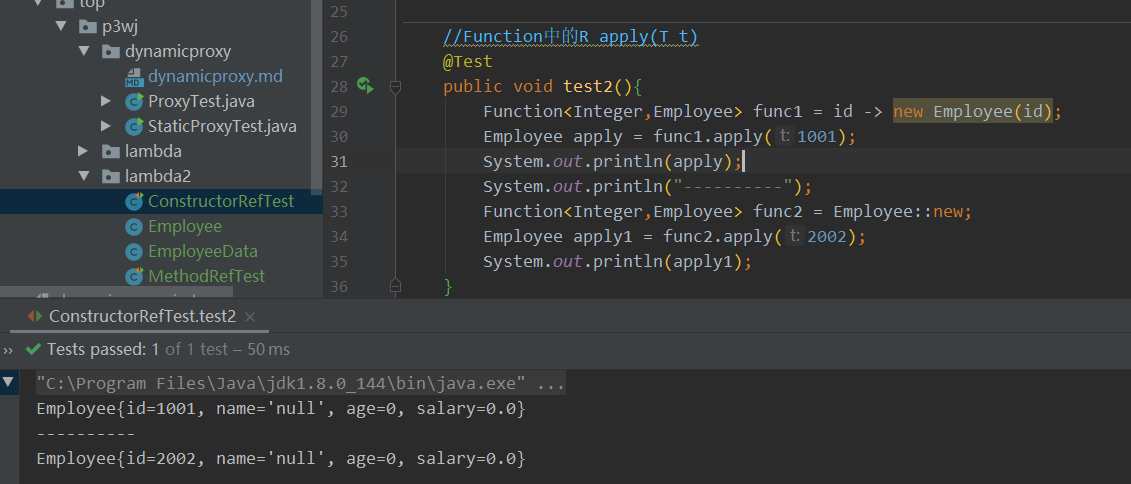 top
p3wj
dynamicproxy
MD dynamicproxy.md
C ProxyTest.java
C StaticProxyTest.java
lambda
lambda2
C ConstructorRefTest
C Employee
C EmployeeData
C MethodRefTest
25
26 //Function中的R apply(T t)
27 @Test
28 public void test2(){
29 Function<Integer,Employee> func1 = id -> new Employee(id);
30 Employee apply = func1.apply( t: 1001);
31 System.out.println(apply);
32 System.out.println("----------");
33 Function<Integer,Employee> func2 = Employee::new;
34 Employee apply1 = func2.apply( t: 2002);
35 System.out.println(apply1);
36 }
ConstructorRefTest.test2 ×
» Tests passed: 1 of 1 test – 50 ms
"C:\Program Files\Java\jdk1.8.0_144\bin\java.exe" ...
Employee{id=1001, name='null', age=0, salary=0.0}
----------
Employee{id=2002, name='null', age=0, salary=0.0}